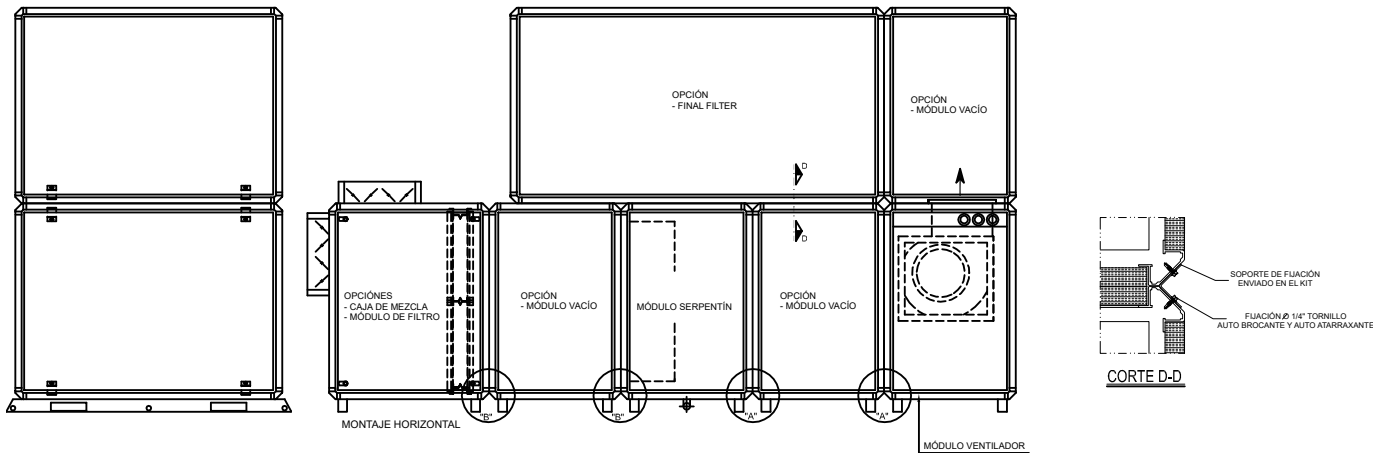 OPCIÓN
- FINAL FILTER
OPCIÓN
- MÓDULO VACÍO
D
D
OPCIÓNES
- CAJA DE MEZCLA
- MÓDULO DE FILTRO
OPCIÓN
- MÓDULO VACÍO
MÓDULO SERPENTÍN
OPCIÓN
- MÓDULO VACÍO
"B"
"B"
"A"
"A"
MONTAJE HORIZONTAL
MÓDULO VENTILADOR
SOPORTE DE FIJACIÓN
ENVIADO EN EL KIT
FIJACIÓN Ø 1/4" TORNILLO
AUTO BROCANTE Y AUTO ATARRAXANTE
CORTE D-D